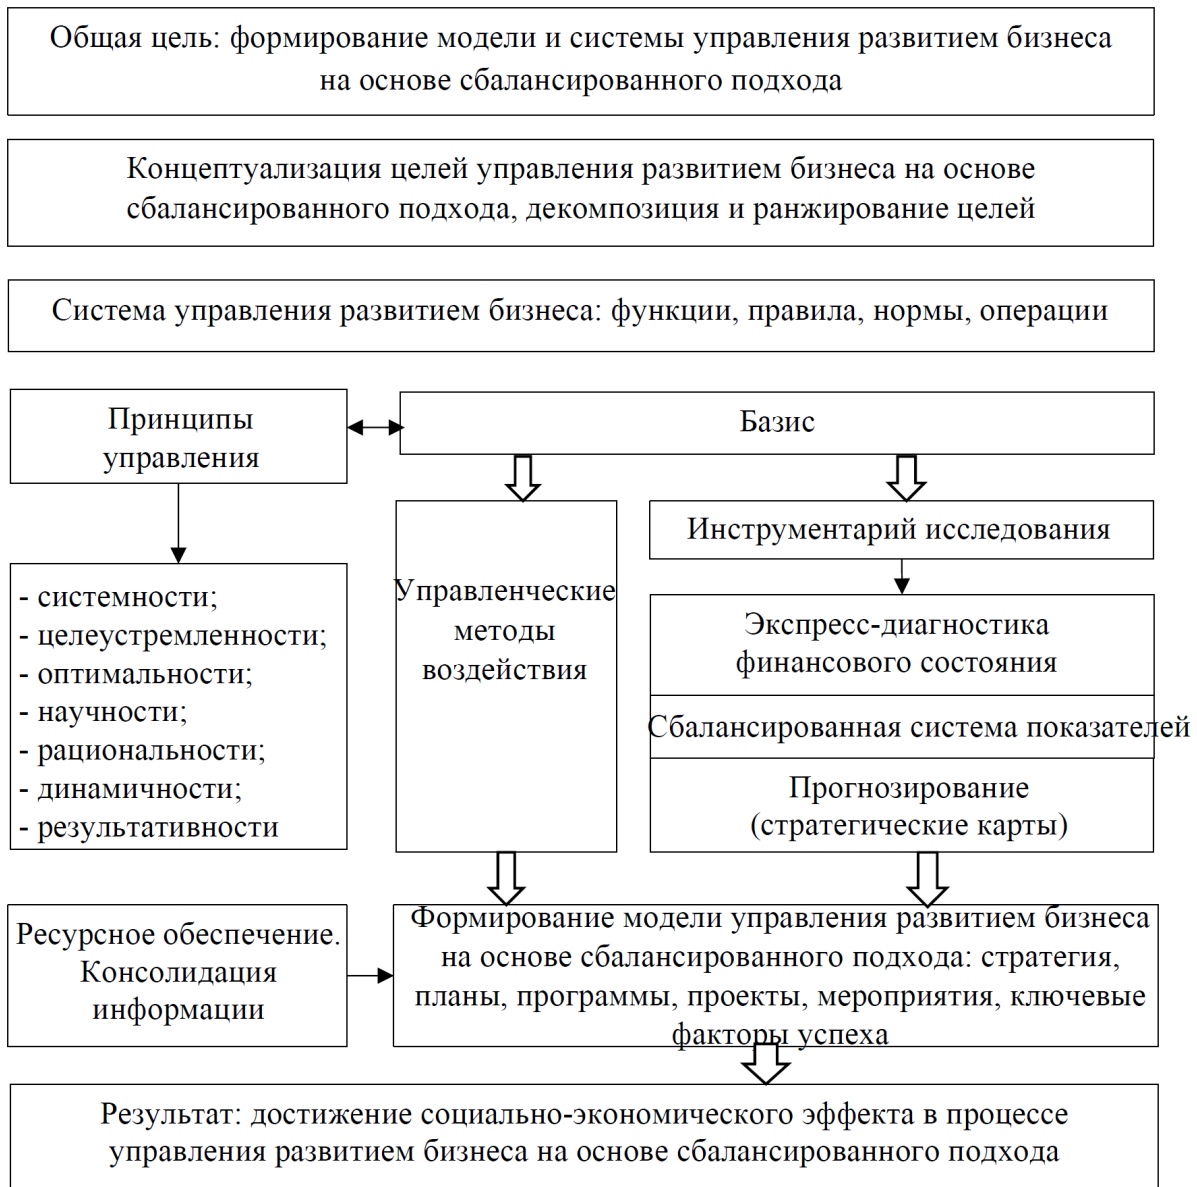 Общая цель: формирование модели и системы управления развитием бизнеса
на основе сбалансированного подхода
Концептуализация целей управления развитием бизнеса на основе
сбалансированного подхода, декомпозиция и ранжирование целей
Система управления развитием бизнеса: функции, правила, нормы, операции
Принципы
управления
Базис
- системности;
- целеустремленности;
- оптимальности;
- научности;
- рациональности;
- динамичности;
- результативности
Управленческие
методы
воздействия
Инструментарий исследования
Экспресс-диагностика
финансового состояния
Сбалансированная система показателей
Прогнозирование
(стратегические карты)
Ресурсное обеспечение.
Консолидация
информации
Формирование модели управления развитием бизнеса
на основе сбалансированного подхода: стратегия,
планы, программы, проекты, мероприятия, ключевые
факторы успеха
Результат: достижение социально-экономического эффекта в процессе
управления развитием бизнеса на основе сбалансированного подхода